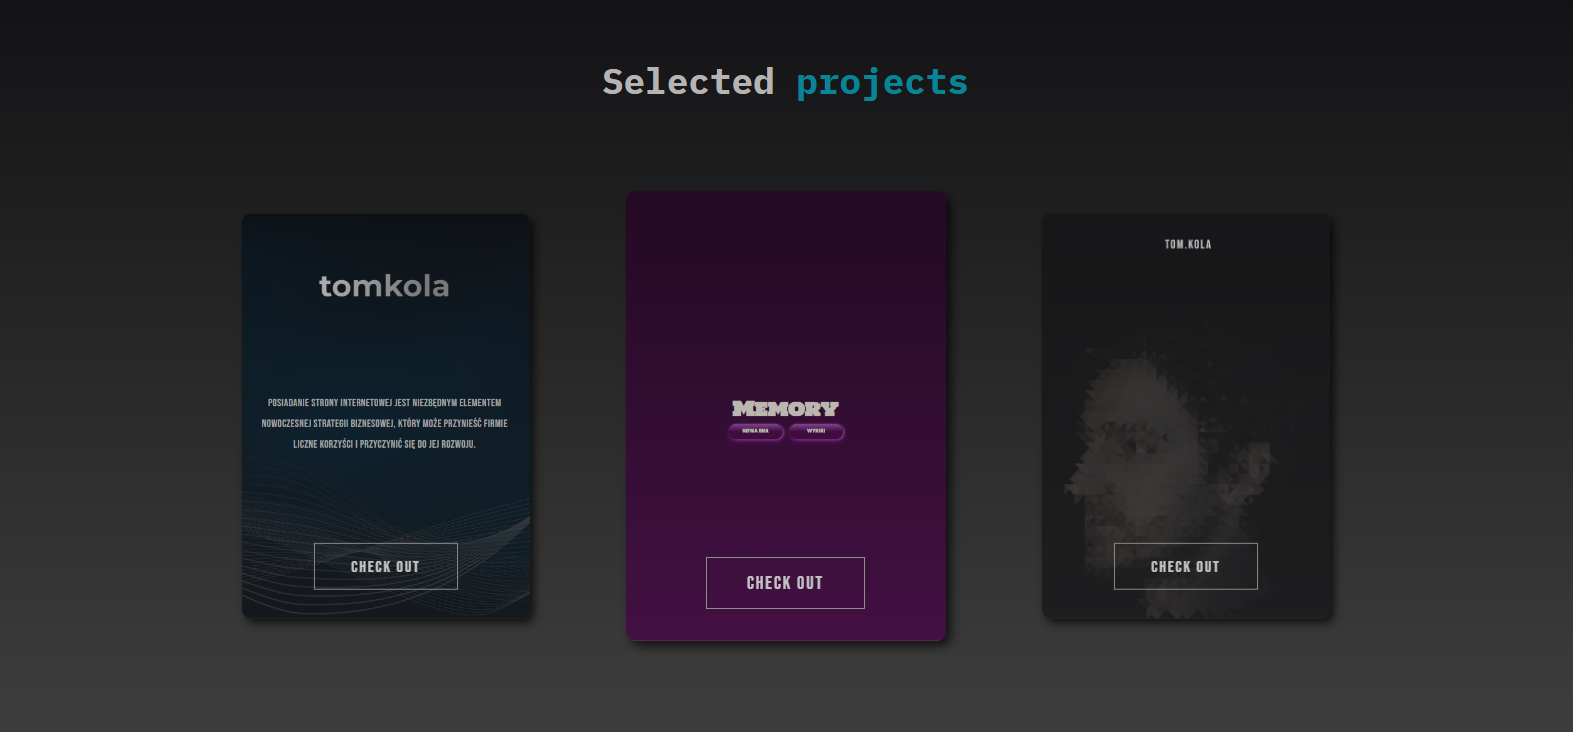 Selected projects
tomkola
POSIADANIE STRONY INTERNETOWEJ JEST NIEZBĘDNYM ELEMENTEM
NOWOCZESNEJ STRATEGII BIZNESOWEJ, KTÓRY MOŻE PRZYNIEŚĆ FIRMIE
LICZNE KORZYŚCI I PRZYCZYNIĆ SIĘ DO JEJ ROZWOJU.
CHECK OUT
Memory
NOWA GRA
WYNIKI
CHECK OUT
TOM.KOLA
CHECK OUT